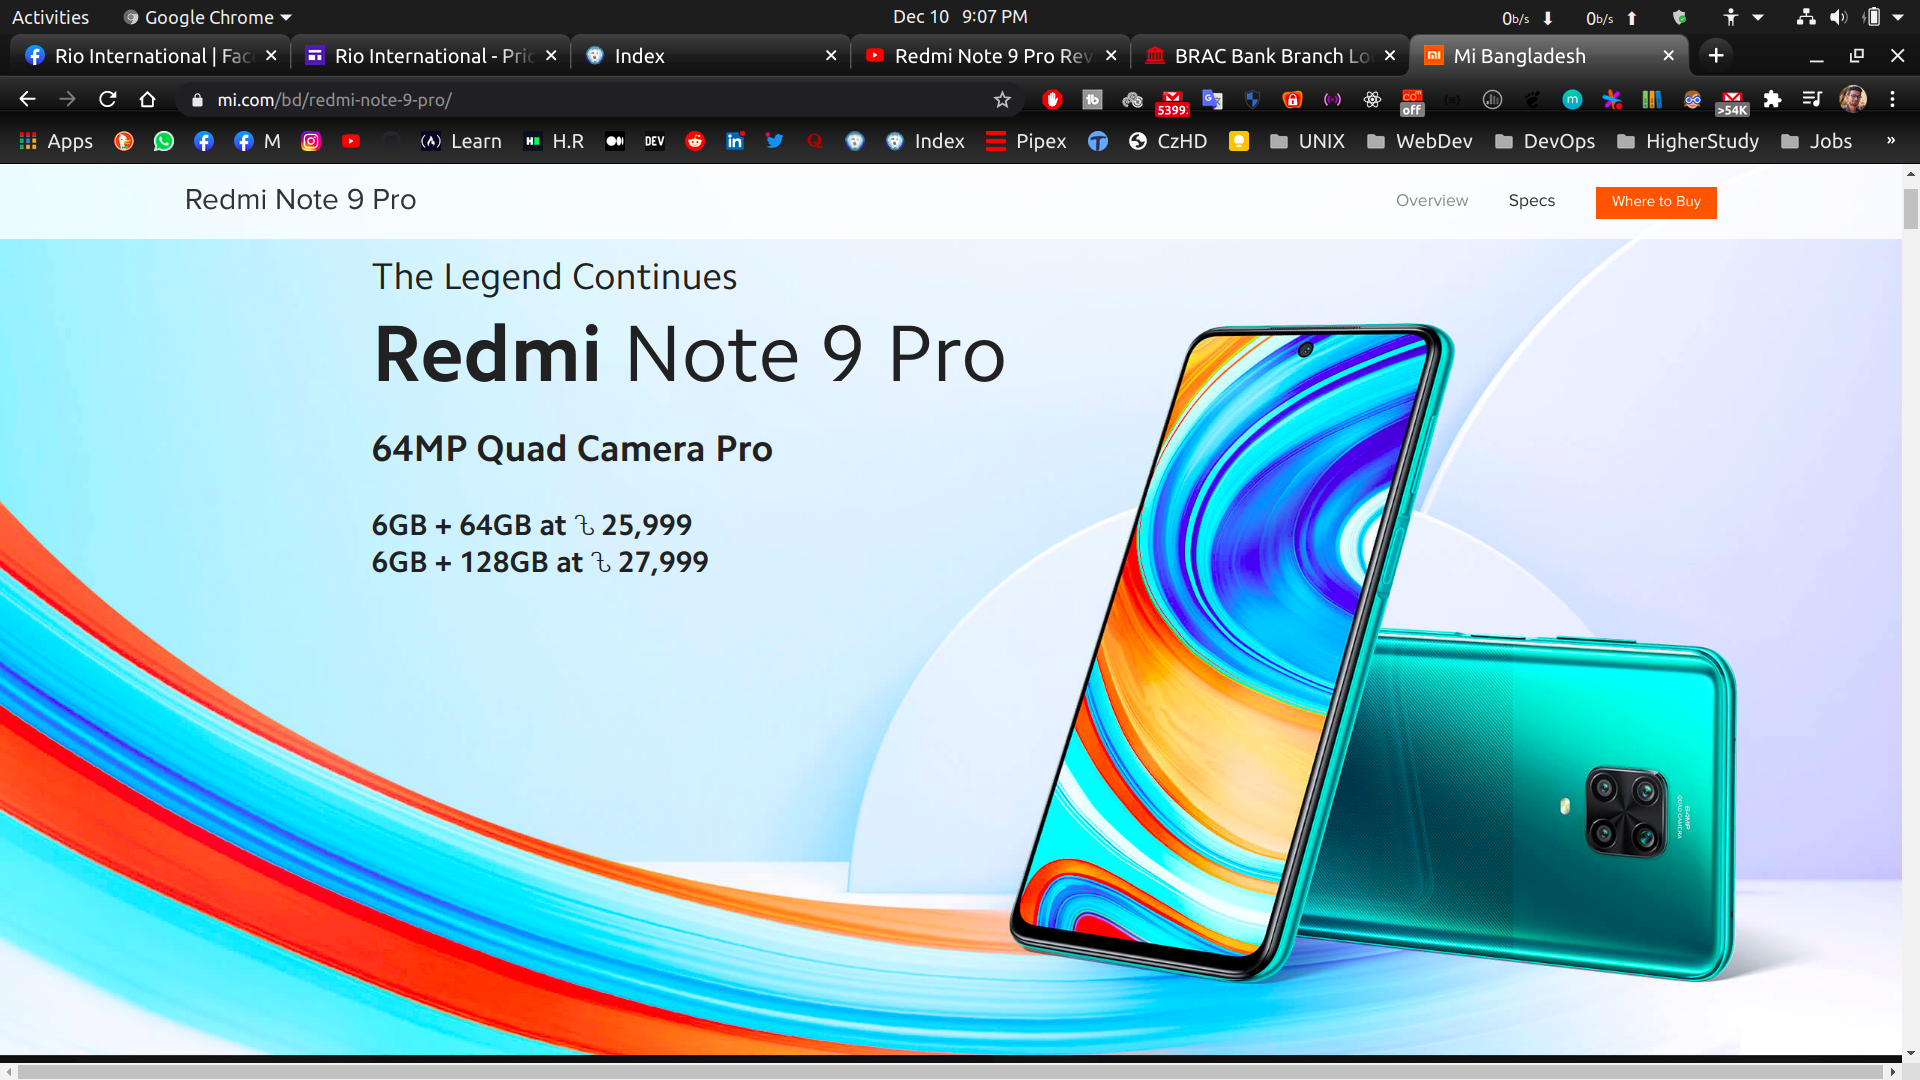 Activities Google Chrome Dec 10 9:07 PM 0b/s 0b/s
Rio International | Fac Rio International - Pric Index Redmi Note 9 Pro Rev BRAC Bank Branch Lo Mi Bangladesh
mi.com/bd/redmi-note-9-pro/ 5399 off >54K
Apps M Learn H.R DEV Index Pipex CzHD UNIX WebDev DevOps HigherStudy Jobs »
Redmi Note 9 Pro Overview Specs Where to Buy
The Legend Continues
Redmi Note 9 Pro
64MP Quad Camera Pro
6GB + 64GB at ৳ 25,999
6GB + 128GB at ৳ 27,999
64MP
QUAD CAMERA